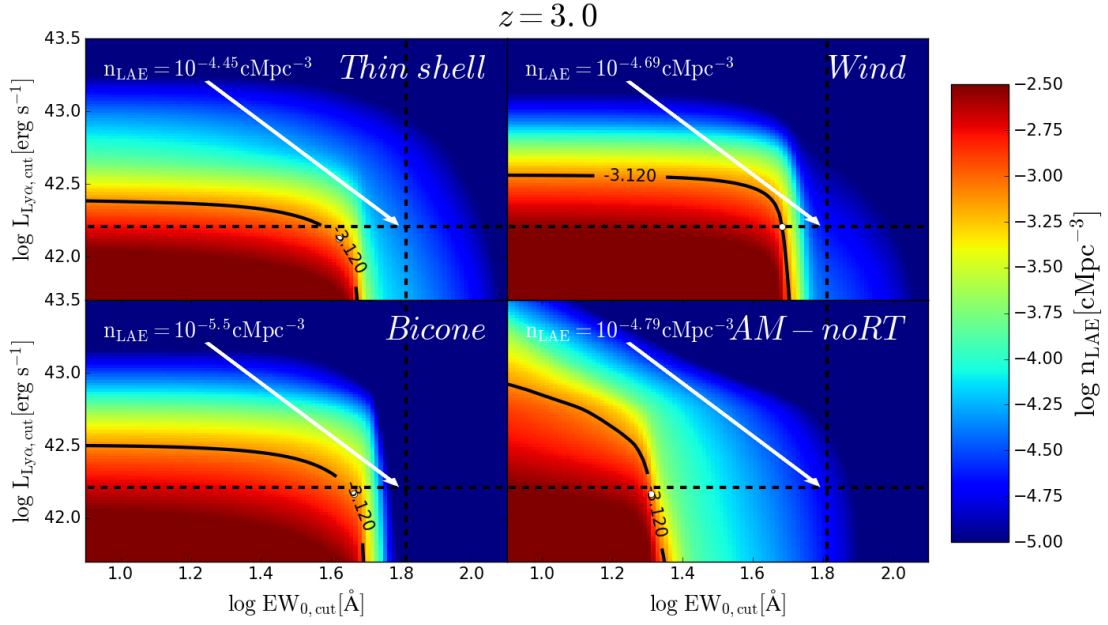 z = 3.0
n_LAE = 10^−4.45 cMpc^−3
Thin shell
n_LAE = 10^−4.69 cMpc^−3
Wind
-3.120
-3.120
n_LAE = 10^−5.5 cMpc^−3
Bicone
n_LAE = 10^−4.79 cMpc^−3
AM − noRT
-3.120
-3.120
43.5
43.0
42.5
42.0
43.5
43.0
42.5
42.0
log L_Lyα,cut [erg s^−1]
log L_Lyα,cut [erg s^−1]
1.0 1.2 1.4 1.6 1.8 2.0
1.0 1.2 1.4 1.6 1.8 2.0
log EW_0,cut [Å]
log EW_0,cut [Å]
−2.50
−2.75
−3.00
−3.25
−3.50
−3.75
−4.00
−4.25
−4.50
−4.75
−5.00
log n_LAE [cMpc^−3]